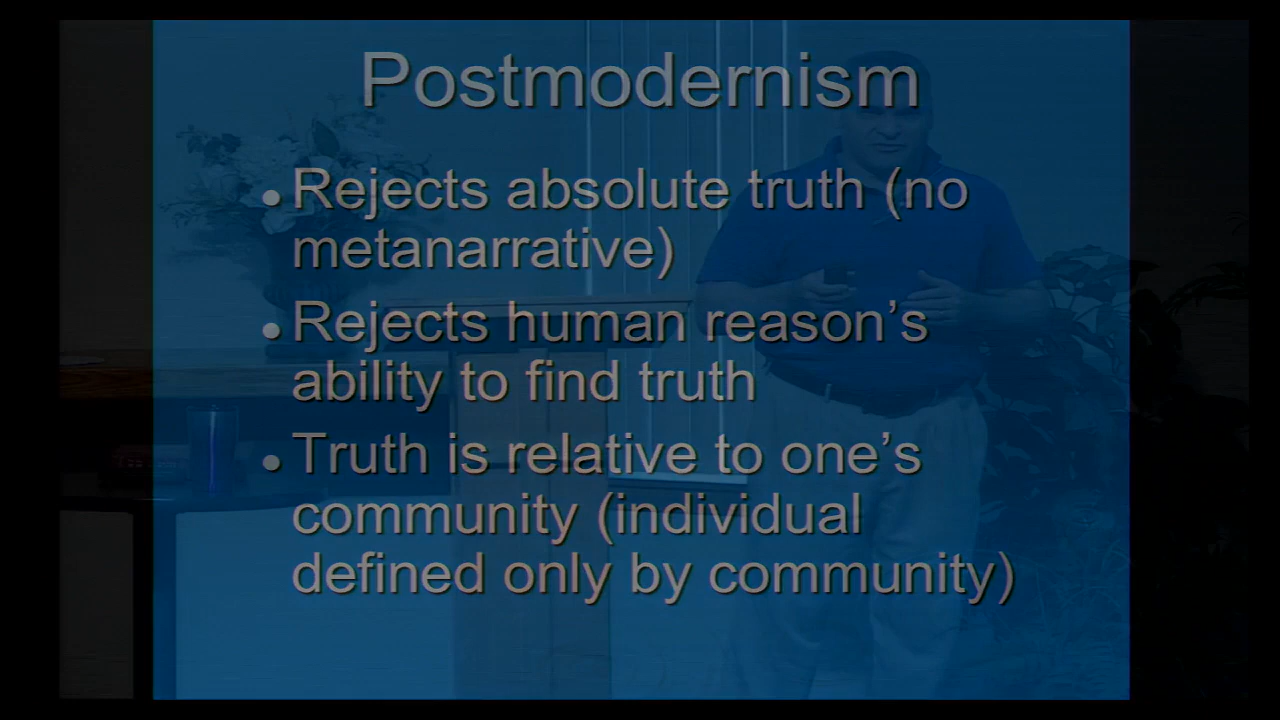 Postmodernism
• Rejects absolute truth (no
metanarrative)
• Rejects human reason’s
ability to find truth
• Truth is relative to one’s
community (individual
defined only by community)